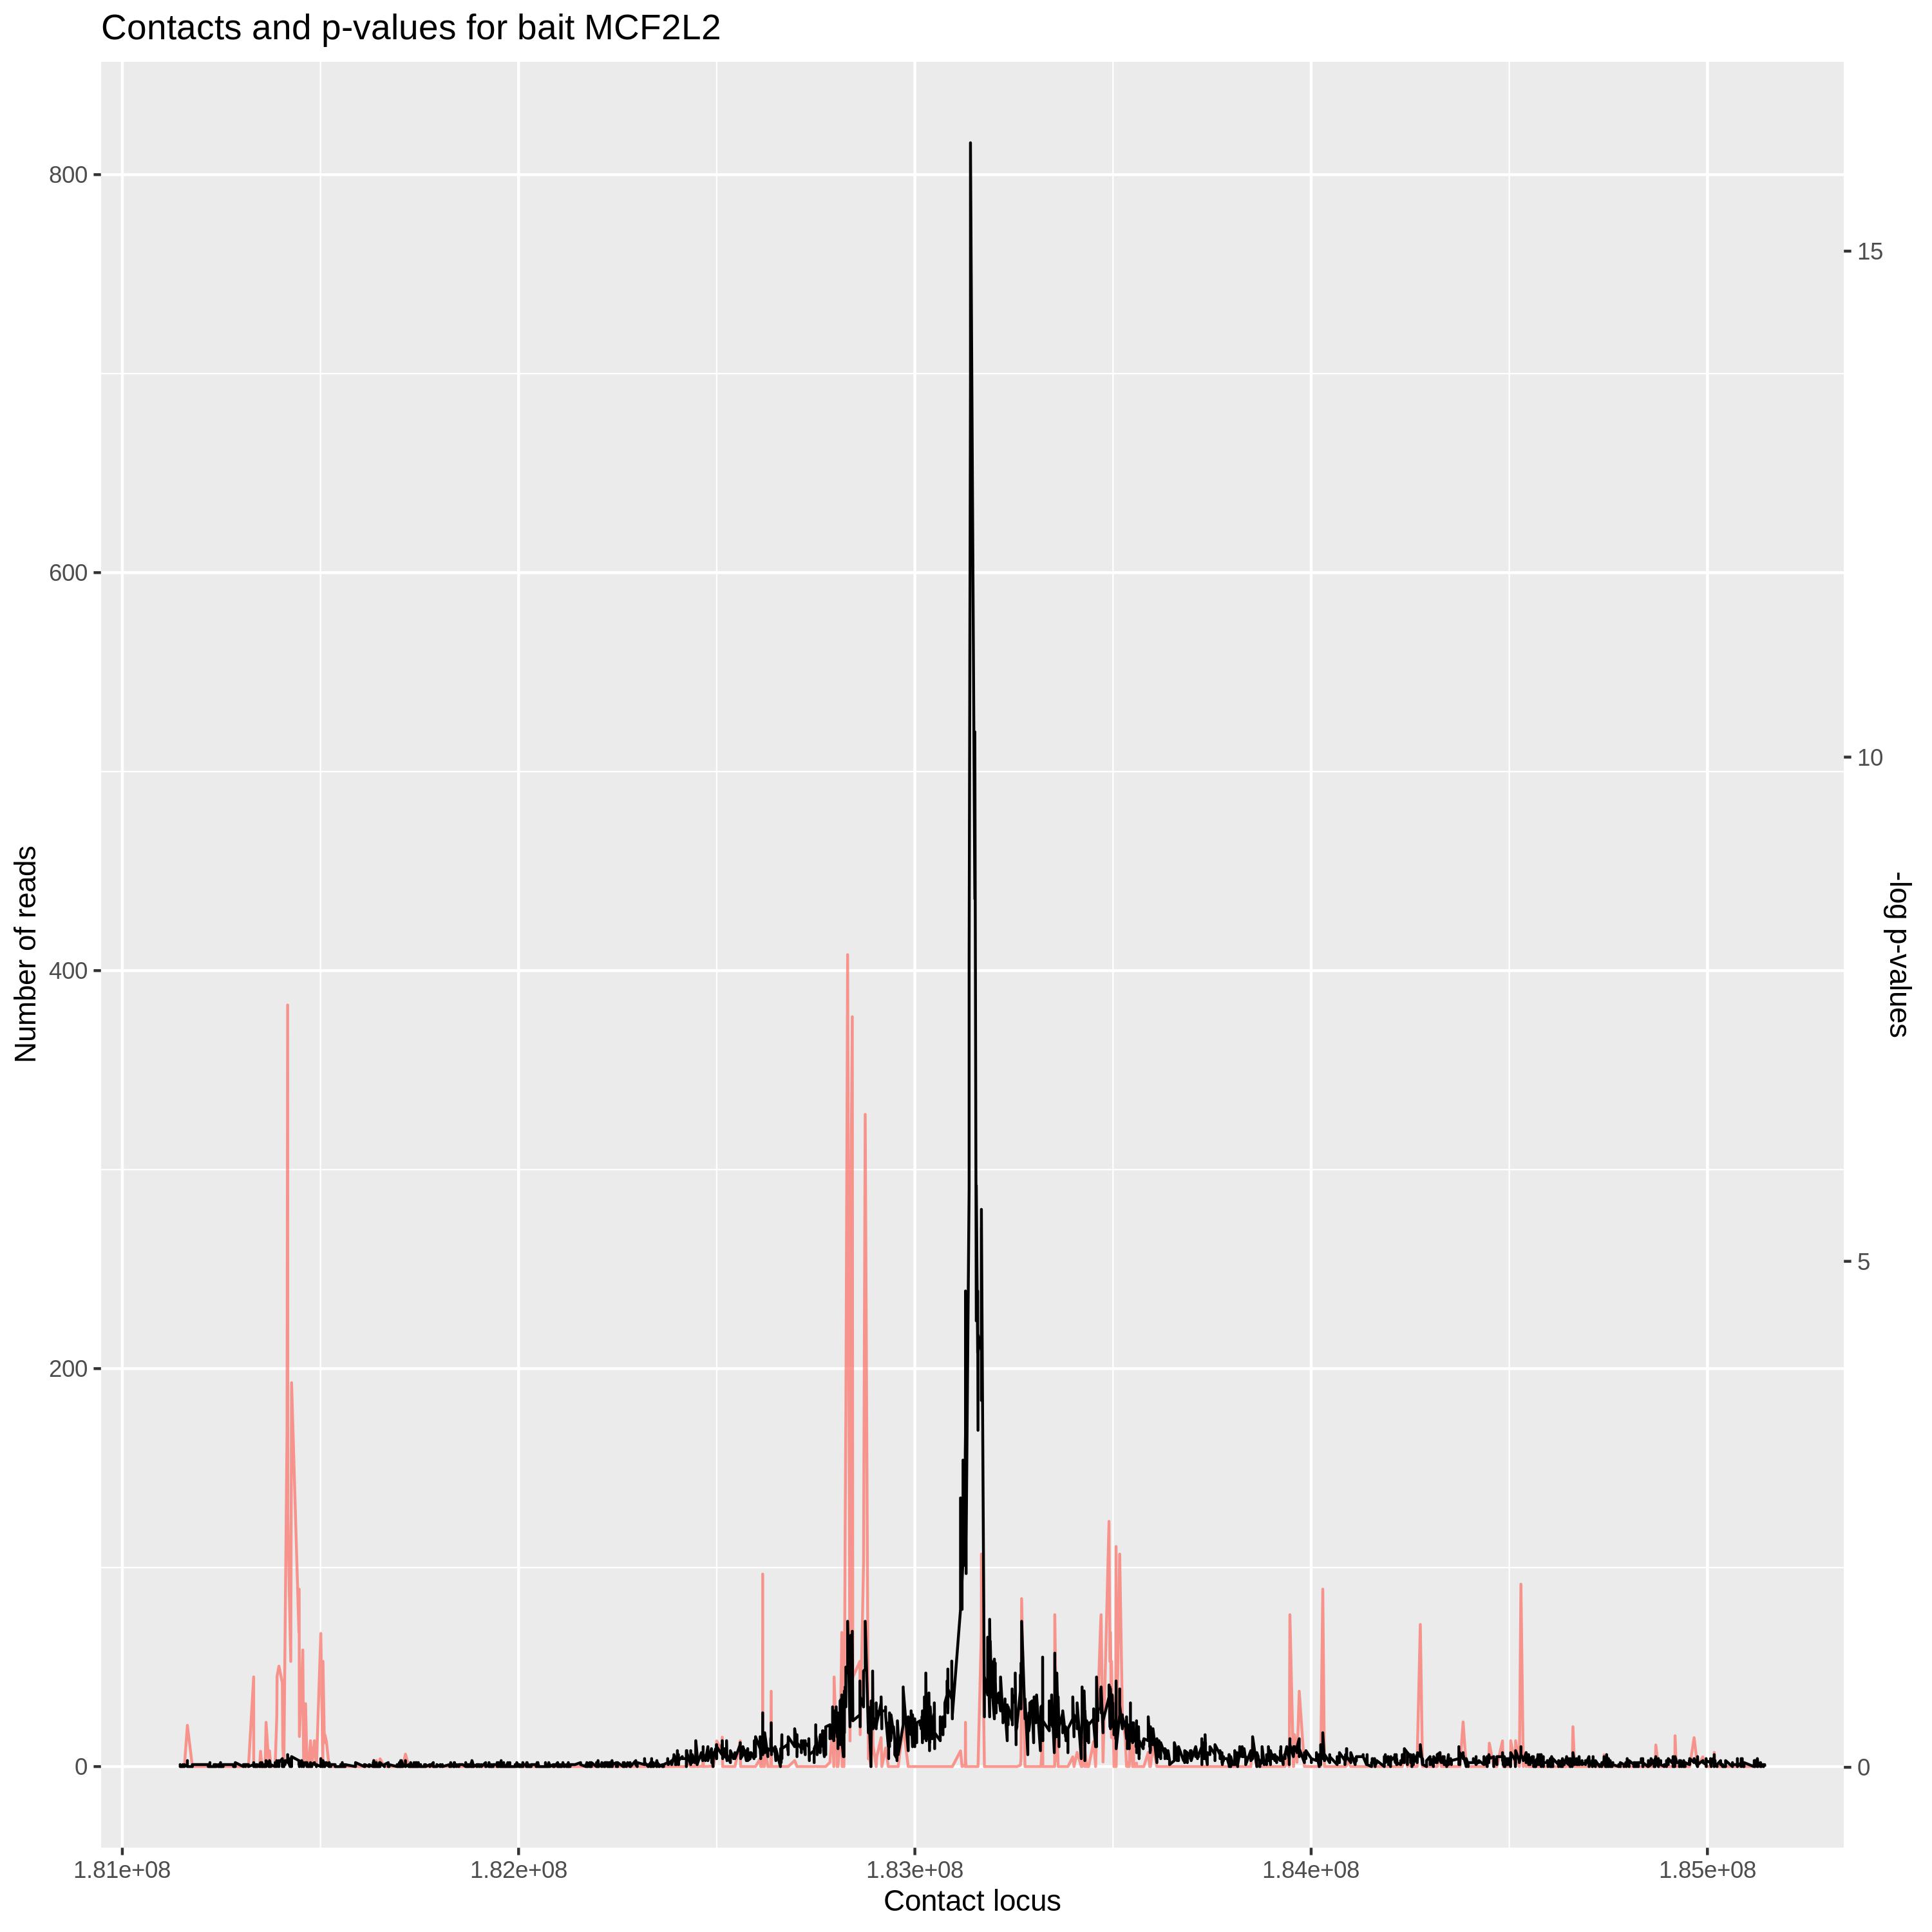 Contacts and p-values for bait MCF2L2
800
600
400
200
0
Number of reads
15
10
5
0
-log p-values
1.81e+08
1.82e+08
1.83e+08
1.84e+08
1.85e+08
Contact locus